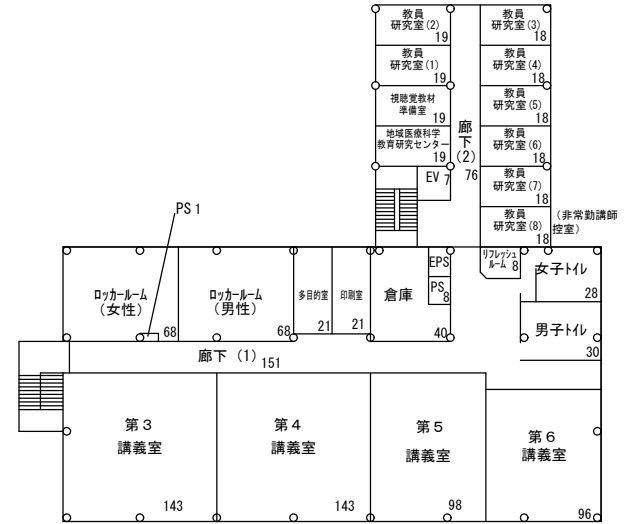 教員
研究室(2)
19
教員
研究室(3)
18
教員
研究室(1)
19
教員
研究室(4)
18
視聴覚教材
準備室
19
教員
研究室(5)
18
地域医療科学
教育研究センター
19
廊下(2)
76
教員
研究室(6)
18
EV 7
教員
研究室(7)
18
教員
研究室(8)
18
(非常勤講師
控室)
PS 1
ロッカールーム
(女性)
68
ロッカールーム
(男性)
68
多目的室
21
印刷室
21
倉庫
40
EPS
PS
8
リフレッシュ
ルーム 8
女子トイレ
28
男子トイレ
30
廊下 (1)
151
第3
講義室
143
第4
講義室
143
第5
講義室
98
第6
講義室
96